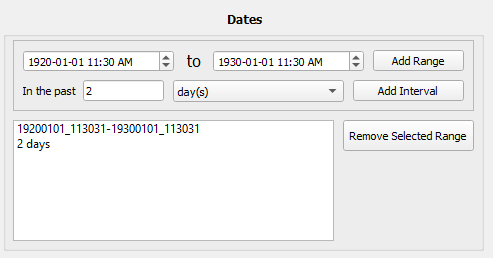 Dates
1920-01-01 11:30 AM to 1930-01-01 11:30 AM Add Range
In the past 2 day(s) Add Interval
19200101_113031-19300101_113031
2 days
Remove Selected Range